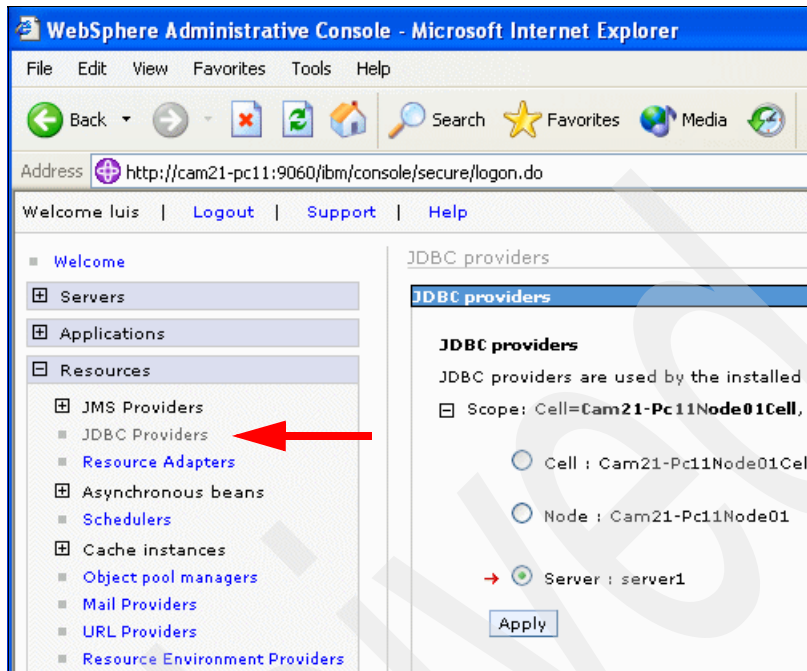 WebSphere Administrative Console - Microsoft Internet Explorer
File Edit View Favorites Tools Help
Back Search Favorites Media
Address http://cam21-pc11:9060/ibm/console/secure/logon.do
Welcome luis | Logout | Support | Help
Welcome
Servers
Applications
Resources
JMS Providers
JDBC Providers
Resource Adapters
Asynchronous beans
Schedulers
Cache instances
Object pool managers
Mail Providers
URL Providers
Resource Environment Providers
JDBC providers
JDBC providers
JDBC providers
JDBC providers are used by the installed
Scope: Cell=Cam21-Pc11Node01Cell,
Cell : Cam21-Pc11Node01Cel
Node : Cam21-Pc11Node01
Server : server1
Apply